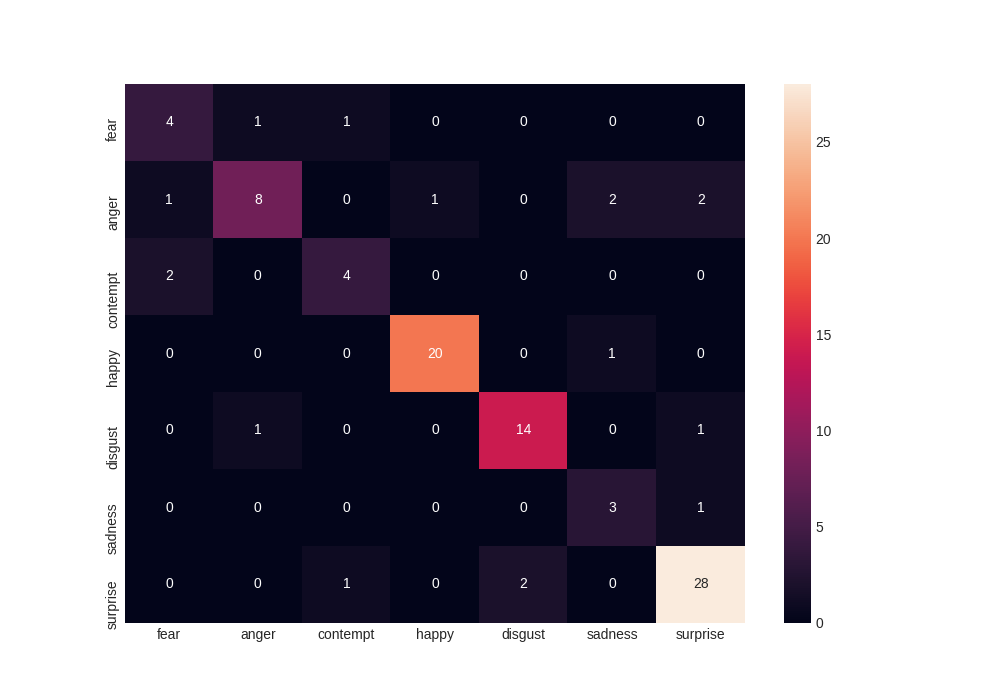 fear 4 1 1 0 0 0 0
anger 1 8 0 1 0 2 2
contempt 2 0 4 0 0 0 0
happy 0 0 0 20 0 1 0
disgust 0 1 0 0 14 0 1
sadness 0 0 0 0 0 3 1
surprise 0 0 1 0 2 0 28
fear anger contempt happy disgust sadness surprise
25
20
15
10
5
0